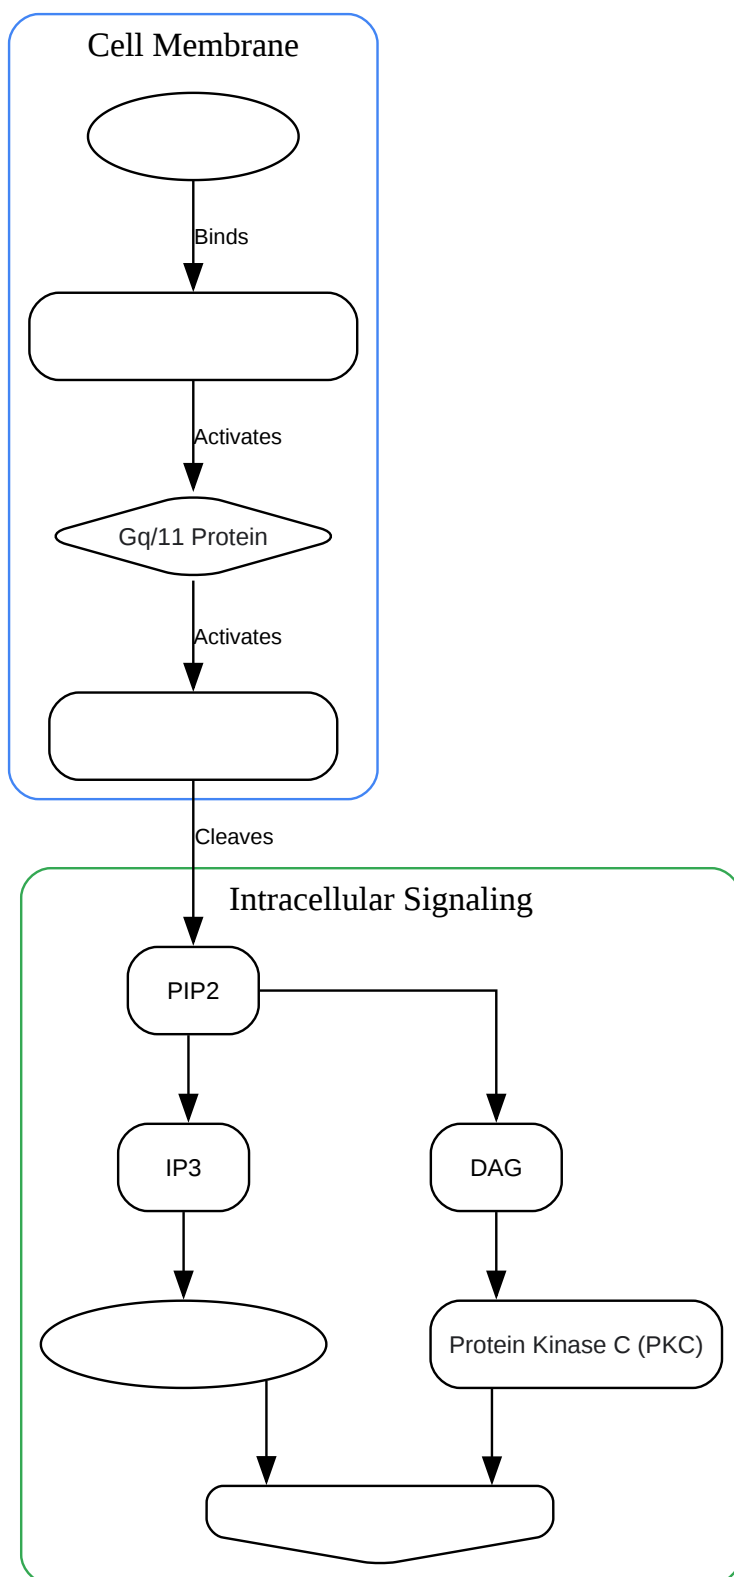 Cell Membrane
Binds
Activates
Gq/11 Protein
Activates
Cleaves
Intracellular Signaling
PIP2
IP3
DAG
Protein Kinase C (PKC)